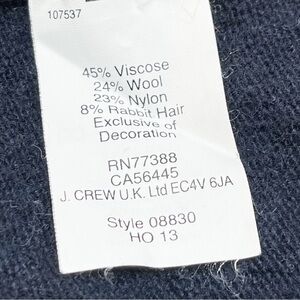 107537
45% Viscose
24% Wool
23% Nylon
8% Rabbit Hair
Exclusive of
Decoration
RN77388
CA56445
J. CREW U.K. Ltd EC4V 6JA
Style 08830
HO 13